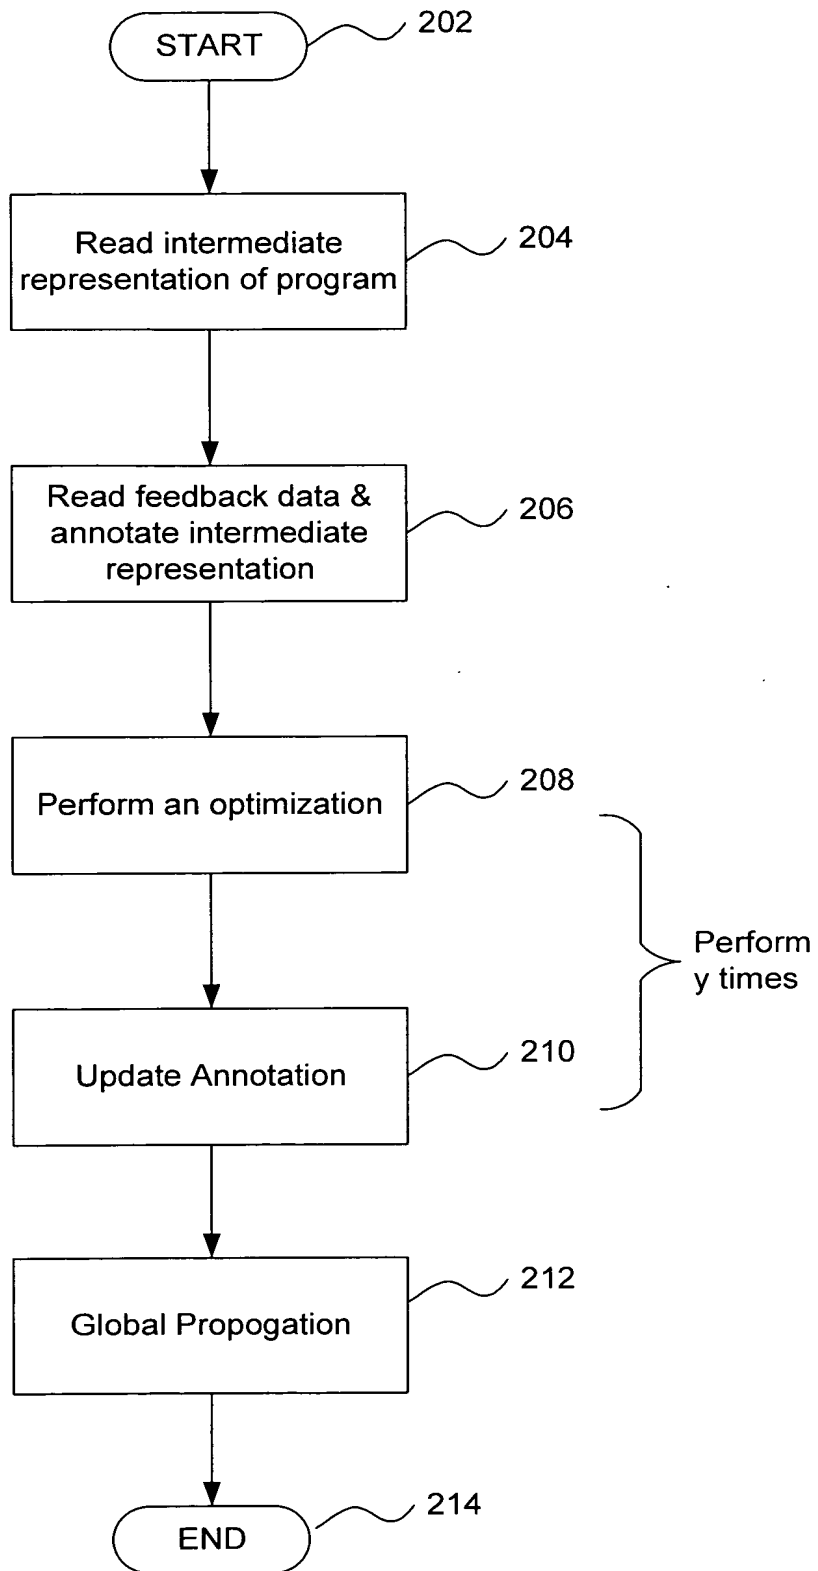 START
202
Read intermediate
representation of program
204
Read feedback data &
annotate intermediate
representation
206
Perform an optimization
208
Perform
y times
Update Annotation
210
Global Propogation
212
END
214